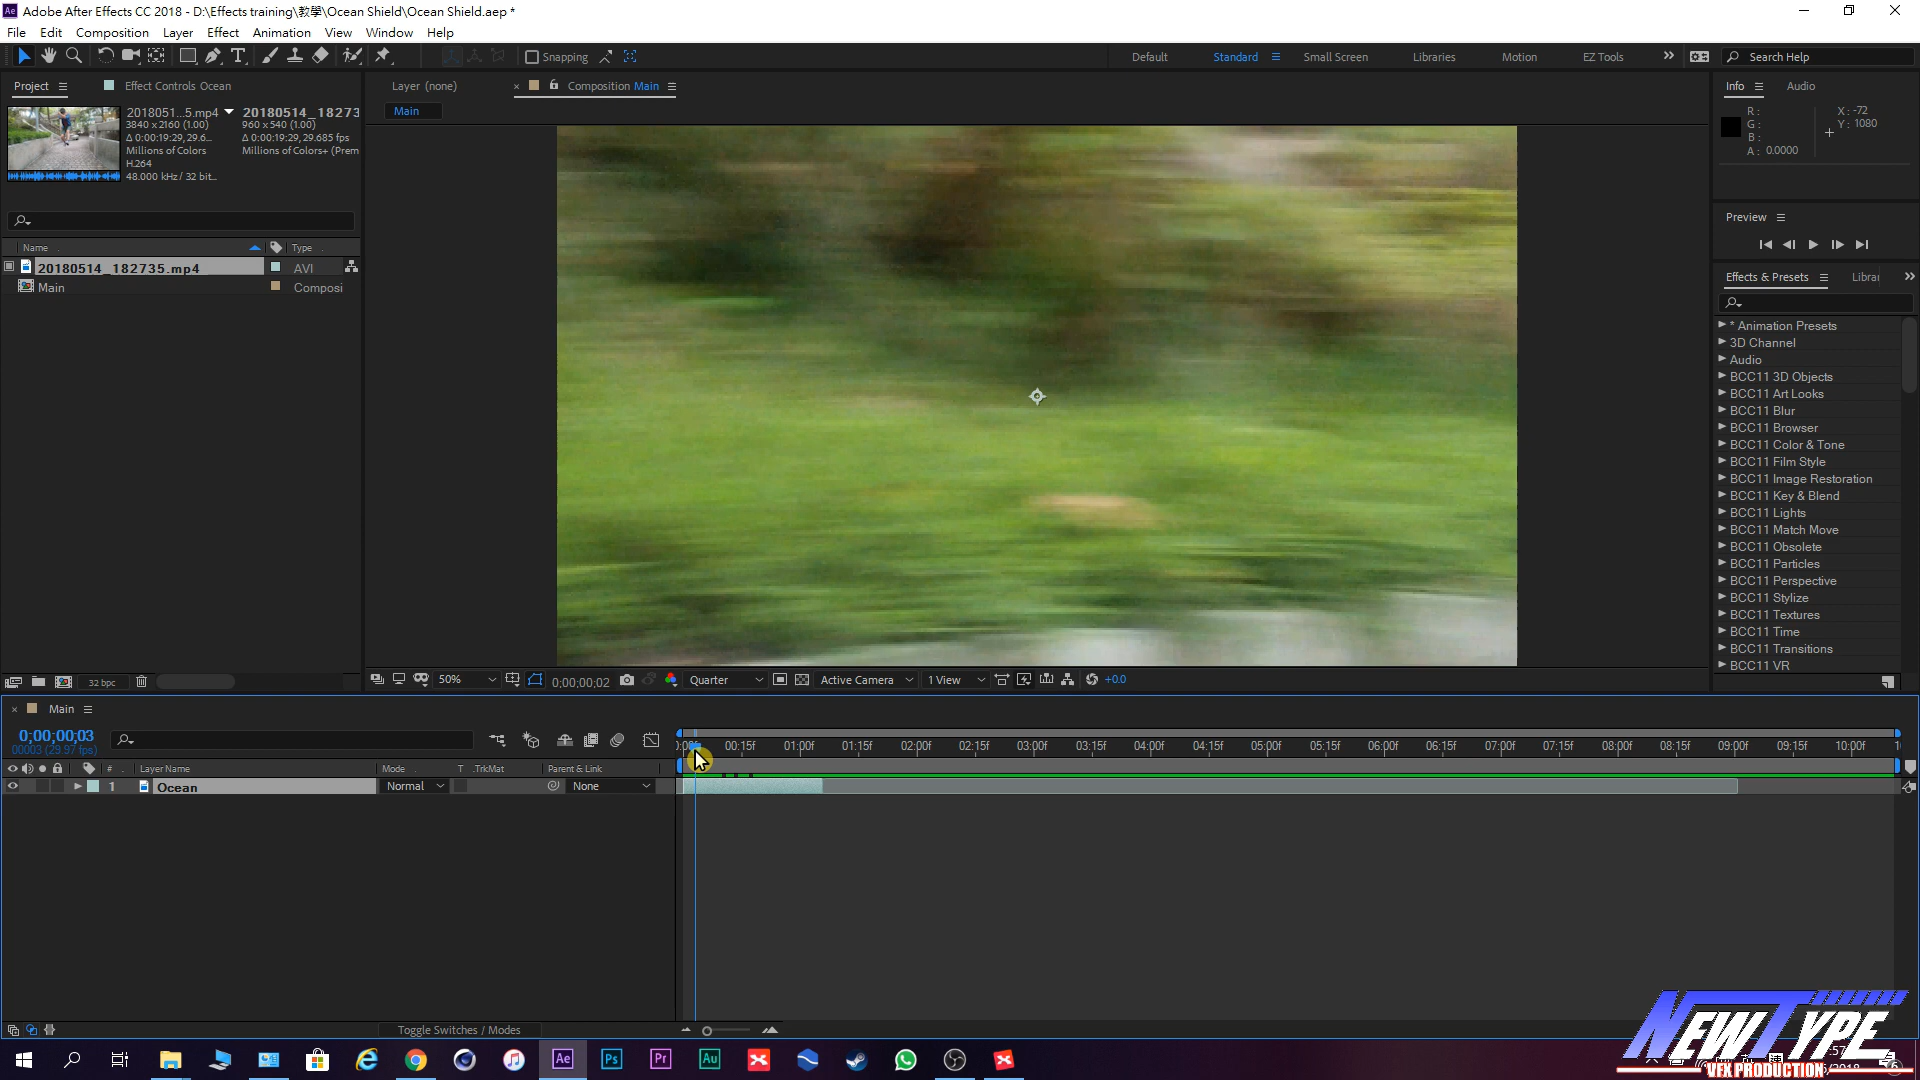 Adobe After Effects CC 2018 - D:\Effects training\教學\Ocean Shield\Ocean Shield.aep *
File Edit Composition Layer Effect Animation View Window Help
Snapping
Default Standard Small Screen Libraries Motion EZ Tools Search Help
Project Effect Controls Ocean
Layer (none)
Composition Main
Info Audio
2018051...5.mp4
20180514_18273
3840 x 2160 (1.00)
960 x 540 (1.00)
Δ 0:00:19:29, 29.6...
Δ 0:00:19:29, 29.685 fps
Millions of Colors
Millions of Colors+ (Prem
H.264
48.000 kHz / 32 bit...
Main
R :
G :
B :
A : 0.0000
X : -72
Y : 1080
Preview
Effects & Presets Librar
Name Type
20180514_182735.mp4 AVI
Main Composi
* Animation Presets
3D Channel
Audio
BCC11 3D Objects
BCC11 Art Looks
BCC11 Blur
BCC11 Browser
BCC11 Color & Tone
BCC11 Film Style
BCC11 Image Restoration
BCC11 Key & Blend
BCC11 Lights
BCC11 Match Move
BCC11 Obsolete
BCC11 Particles
BCC11 Perspective
BCC11 Stylize
BCC11 Textures
BCC11 Time
BCC11 Transitions
BCC11 VR
32 bpc
50% 0;00;00;02 Quarter Active Camera 1 View +0.0
Main
0;00;00;03
00003 (29.97 fps)
00:15f 01:00f 01:15f 02:00f 02:15f 03:00f 03:15f 04:00f 04:15f 05:00f 05:15f 06:00f 06:15f 07:00f 07:15f 08:00f 08:15f 09:00f 09:15f 10:00f
# Layer Name Mode T .TrkMat Parent & Link
1 Ocean Normal None
Toggle Switches / Modes
Ae Ps Pr Au
NEWTYPE
VFX PRODUCTION